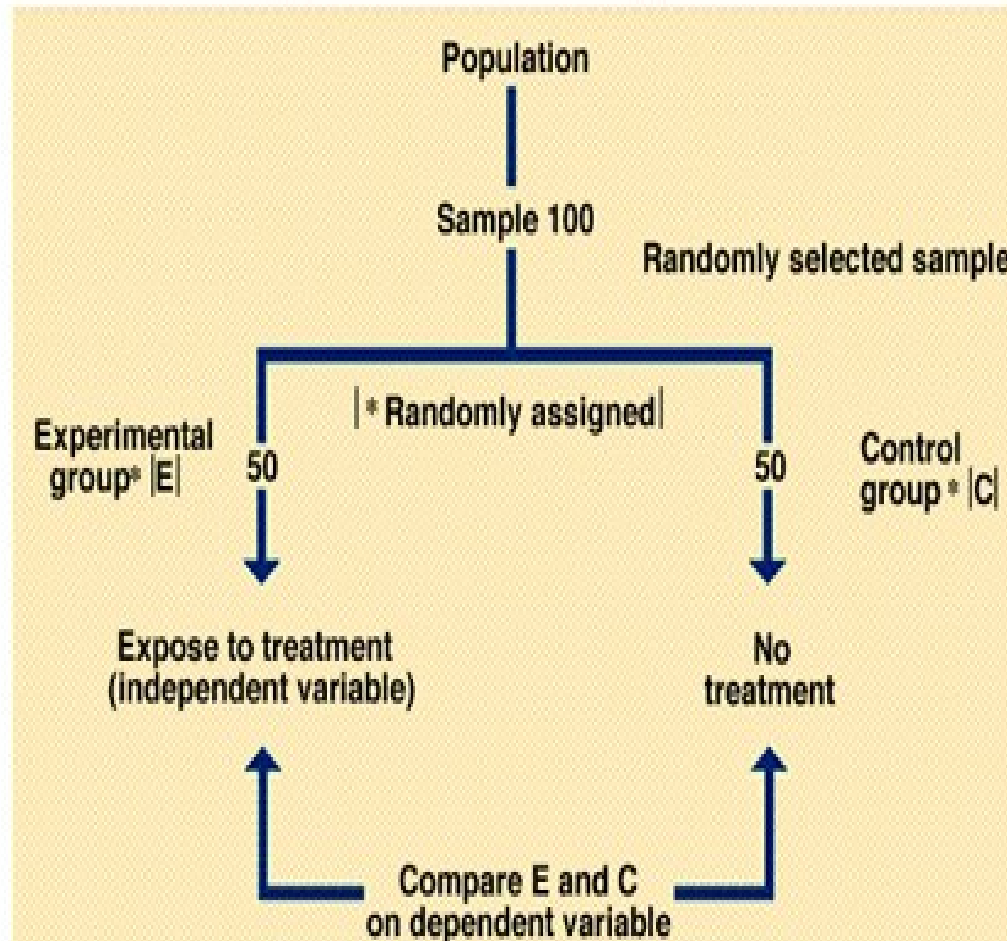 Population
Sample 100
Randomly selected sample
|* Randomly assigned|
Experimental
group* |E|
50
50
Control
group * |C|
Expose to treatment
(independent variable)
No
treatment
Compare E and C
on dependent variable